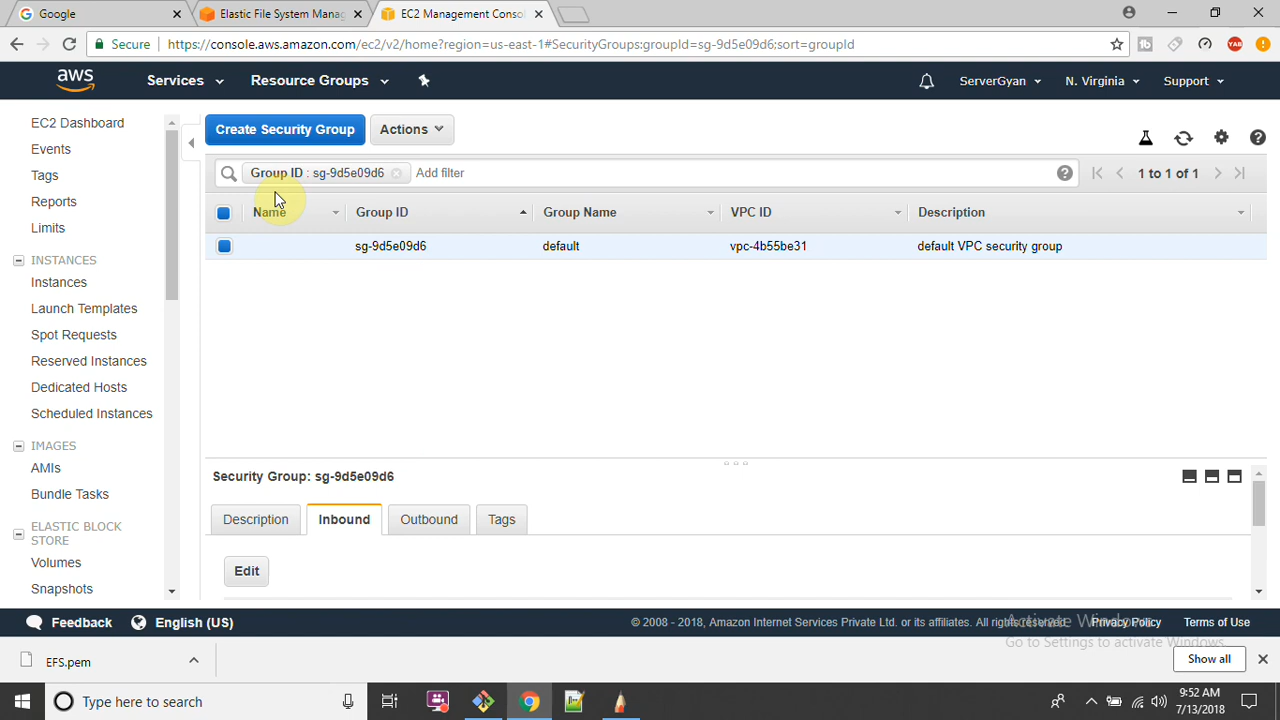 Google
Elastic File System Manag
EC2 Management Consol
Secure
https://console.aws.amazon.com/ec2/v2/home?region=us-east-1#SecurityGroups:groupId=sg-9d5e09d6;sort=groupId
YAB
aws
Services
Resource Groups
ServerGyan
N. Virginia
Support
EC2 Dashboard
Events
Tags
Reports
Limits
INSTANCES
Instances
Launch Templates
Spot Requests
Reserved Instances
Dedicated Hosts
Scheduled Instances
IMAGES
AMIs
Bundle Tasks
ELASTIC BLOCK
STORE
Volumes
Snapshots
Create Security Group
Actions
Group ID : sg-9d5e09d6
Add filter
1 to 1 of 1
Name
Group ID
Group Name
VPC ID
Description
sg-9d5e09d6
default
vpc-4b55be31
default VPC security group
Security Group: sg-9d5e09d6
Description
Inbound
Outbound
Tags
Edit
Feedback
English (US)
© 2008 - 2018, Amazon Internet Services Private Ltd. or its affiliates. All rights reserved.
Privacy Policy
Terms of Use
Activate Windows
Go to Settings to activate Windows.
EFS.pem
Show all
Type here to search
9:52 AM
7/13/2018